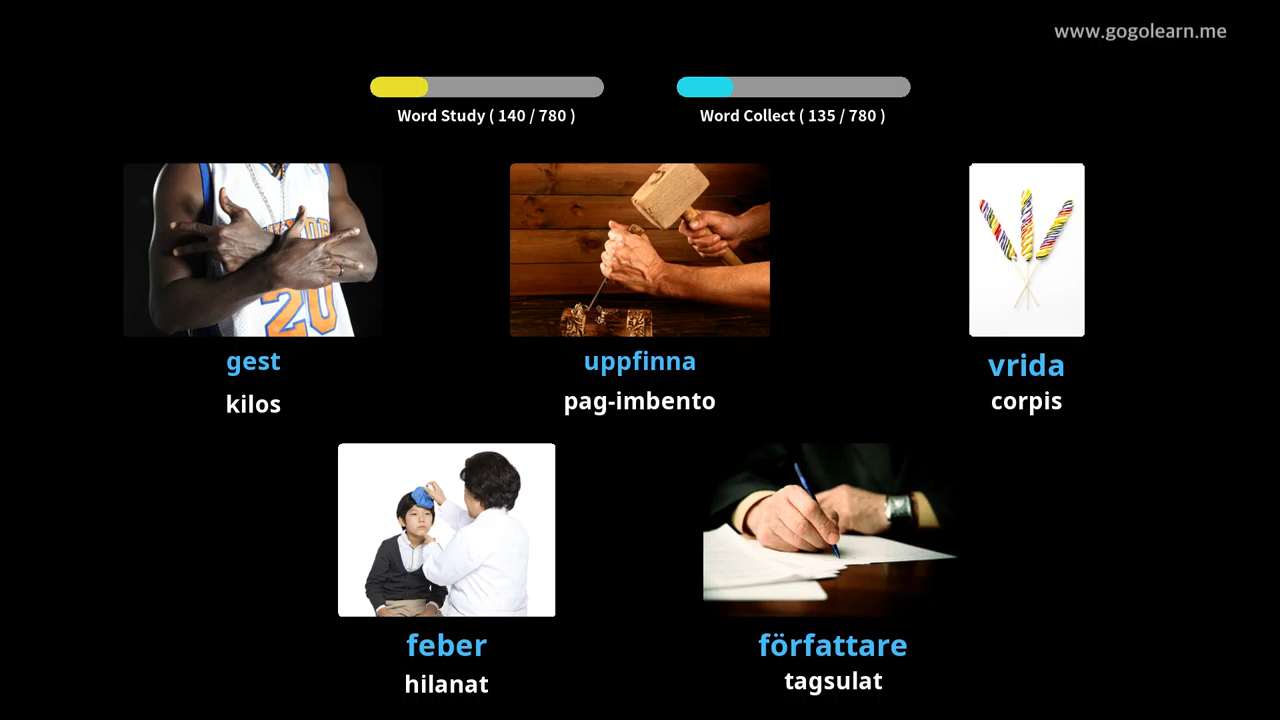 www.gogolearn.me
Word Study ( 140 / 780 )
Word Collect ( 135 / 780 )
20
gest
uppfinna
vrida
kilos
pag-imbento
corpis
feber
författare
hilanat
tagsulat